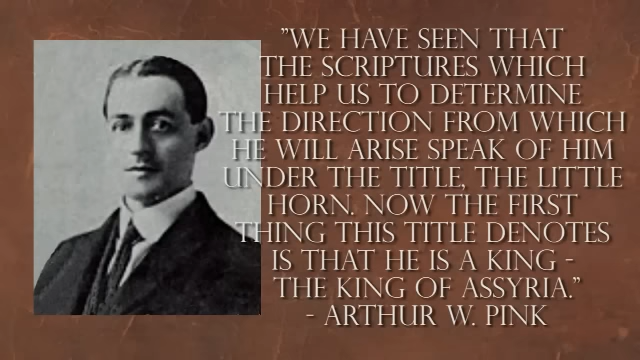 "WE HAVE SEEN THAT
THE SCRIPTURES WHICH
HELP US TO DETERMINE
THE DIRECTION FROM WHICH
HE WILL ARISE SPEAK OF HIM
UNDER THE TITLE, THE LITTLE
HORN. NOW THE FIRST
THING THIS TITLE DENOTES
IS THAT HE IS A KING -
THE KING OF ASSYRIA."
- ARTHUR W. PINK